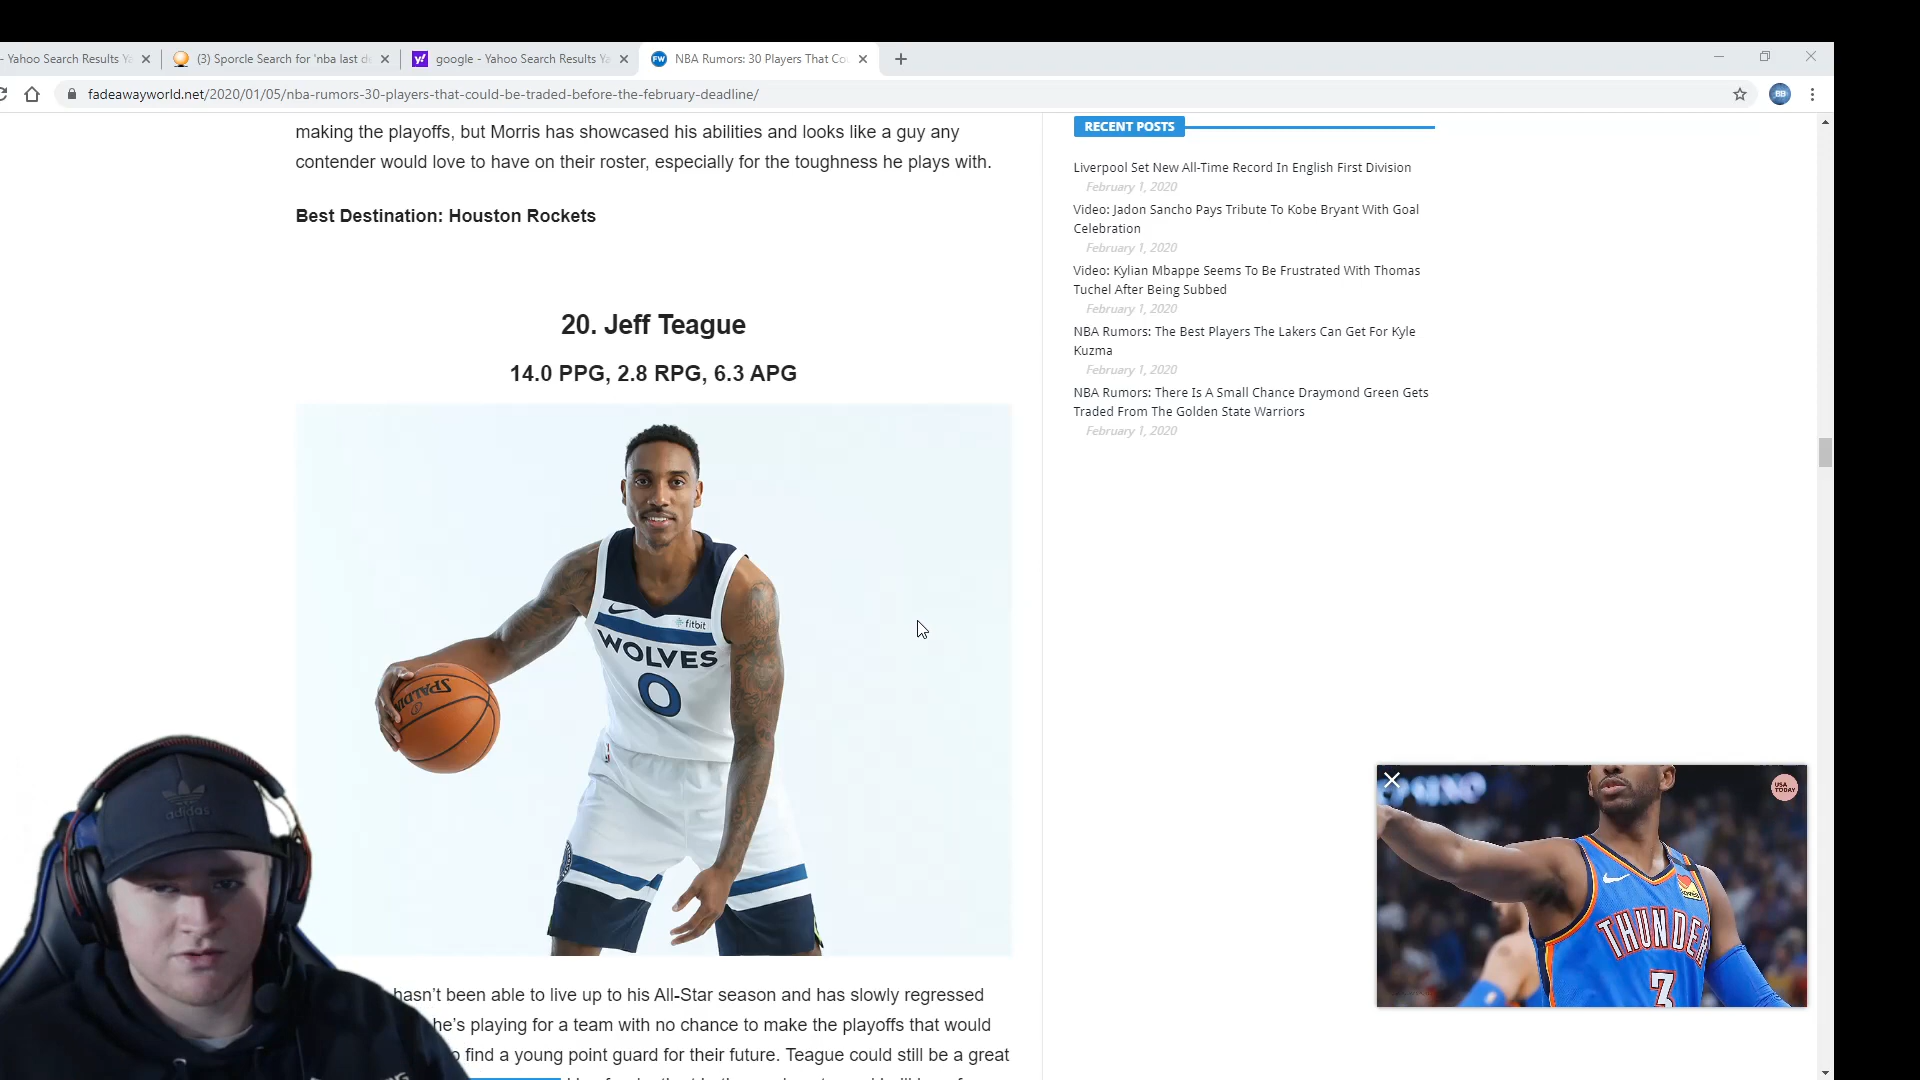 - Yahoo Search Results
(3) Sporcle Search for 'nba last d
google - Yahoo Search Results
NBA Rumors: 30 Players That Co
fadeawayworld.net/2020/01/05/nba-rumors-30-players-that-could-be-traded-before-the-february-deadline/
making the playoffs, but Morris has showcased his abilities and looks like a guy any
contender would love to have on their roster, especially for the toughness he plays with.
Best Destination: Houston Rockets
20. Jeff Teague
14.0 PPG, 2.8 RPG, 6.3 APG
SPALDING
fitbit
WOLVES
0
adidas
hasn't been able to live up to his All-Star season and has slowly regressed
he's playing for a team with no chance to make the playoffs that would
find a young point guard for their future. Teague could still be a great
RECENT POSTS
Liverpool Set New All-Time Record In English First Division
February 1, 2020
Video: Jadon Sancho Pays Tribute To Kobe Bryant With Goal
Celebration
February 1, 2020
Video: Kylian Mbappe Seems To Be Frustrated With Thomas
Tuchel After Being Subbed
February 1, 2020
NBA Rumors: The Best Players The Lakers Can Get For Kyle
Kuzma
February 1, 2020
NBA Rumors: There Is A Small Chance Draymond Green Gets
Traded From The Golden State Warriors
February 1, 2020
USA
TODAY
THUNDER
3